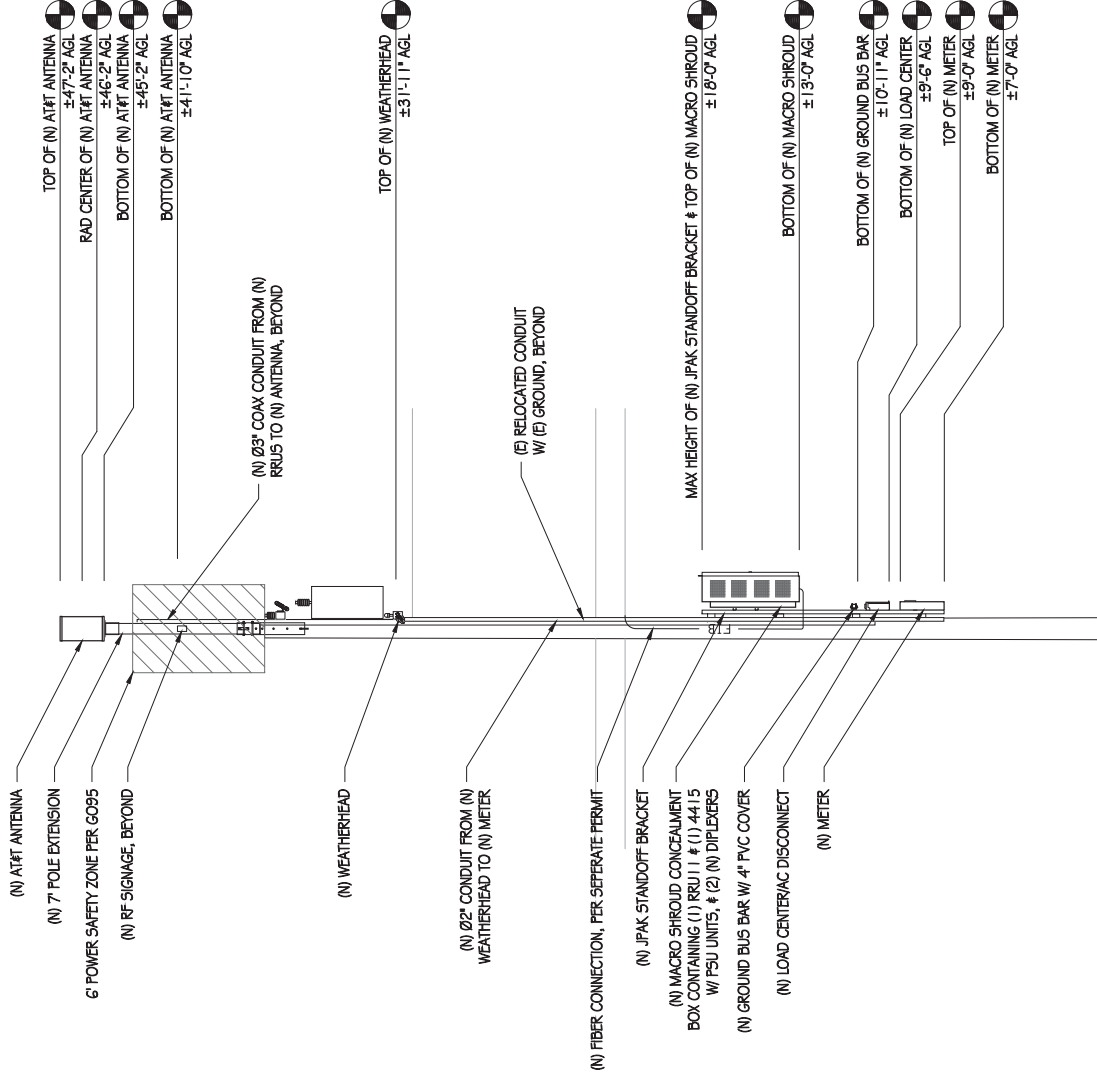 TOP OF (N) AT&T ANTENNA
±47'-2" AGL
RAD CENTER OF (N) AT&T ANTENNA
±46'-2" AGL
BOTTOM OF (N) AT&T ANTENNA
±45'-2" AGL
BOTTOM OF (N) AT&T ANTENNA
±41'-10" AGL
TOP OF (N) WEATHERHEAD
±31'-11" AGL
MAX HEIGHT OF (N) JPAK STANDOFF BRACKET & TOP OF (N) MACRO SHROUD
±18'-0" AGL
BOTTOM OF (N) MACRO SHROUD
±13'-0" AGL
BOTTOM OF (N) GROUND BUS BAR
±10'-11" AGL
BOTTOM OF (N) LOAD CENTER
±9'-6" AGL
TOP OF (N) METER
±9'-0" AGL
BOTTOM OF (N) METER
±7'-0" AGL
(N) Ø3" COAX CONDUIT FROM (N)
RRUS TO (N) ANTENNA, BEYOND
(E) RELOCATED CONDUIT
W/ (E) GROUND, BEYOND
FTB
(N) AT&T ANTENNA
(N) 7' POLE EXTENSION
6' POWER SAFETY ZONE PER GO95
(N) RF SIGNAGE, BEYOND
(N) WEATHERHEAD
(N) Ø2" CONDUIT FROM (N)
WEATHERHEAD TO (N) METER
(N) FIBER CONNECTION, PER SEPERATE PERMIT
(N) JPAK STANDOFF BRACKET
(N) MACRO SHROUD CONCEALMENT
BOX CONTAINING (1) RRU11 & (1) 4415
W/ PSU UNITS, & (2) (N) DIPLEXERS
(N) GROUND BUS BAR W/ 4" PVC COVER
(N) LOAD CENTER/AC DISCONNECT
(N) METER